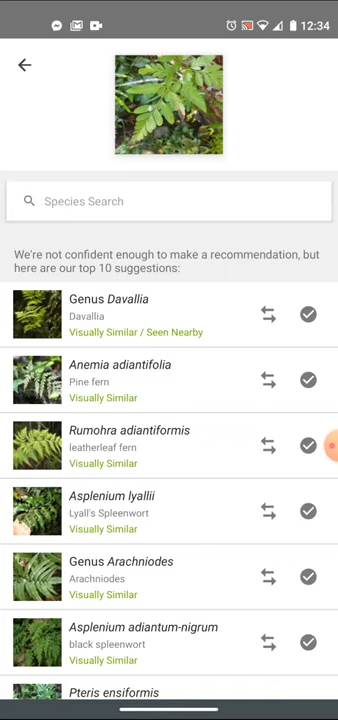 12:34
Species Search
We're not confident enough to make a recommendation, but
here are our top 10 suggestions:
Genus Davallia
Davallia
Visually Similar / Seen Nearby
Anemia adiantifolia
Pine fern
Visually Similar
Rumohra adiantiformis
leatherleaf fern
Visually Similar
Asplenium lyallii
Lyall's Spleenwort
Visually Similar
Genus Arachniodes
Arachniodes
Visually Similar
Asplenium adiantum-nigrum
black spleenwort
Visually Similar
Pteris ensiformis